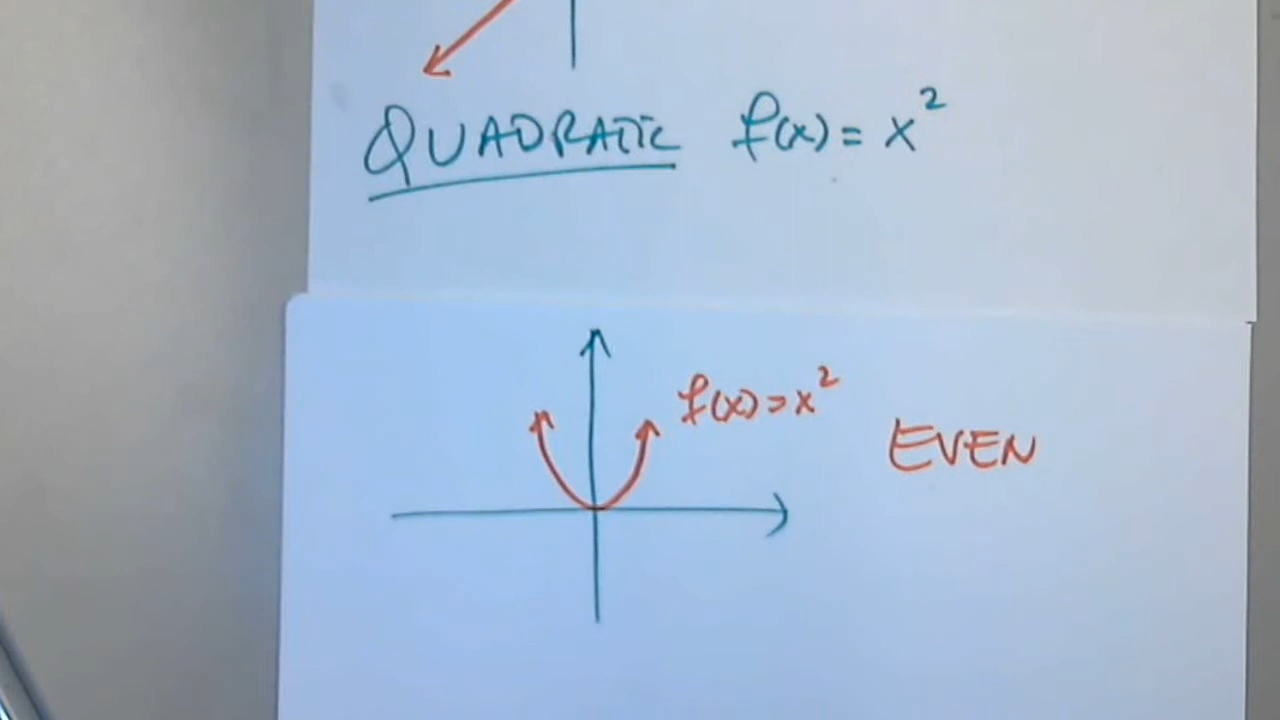 QUADRATIC f(x) = x²
f(x) = x²
EVEN